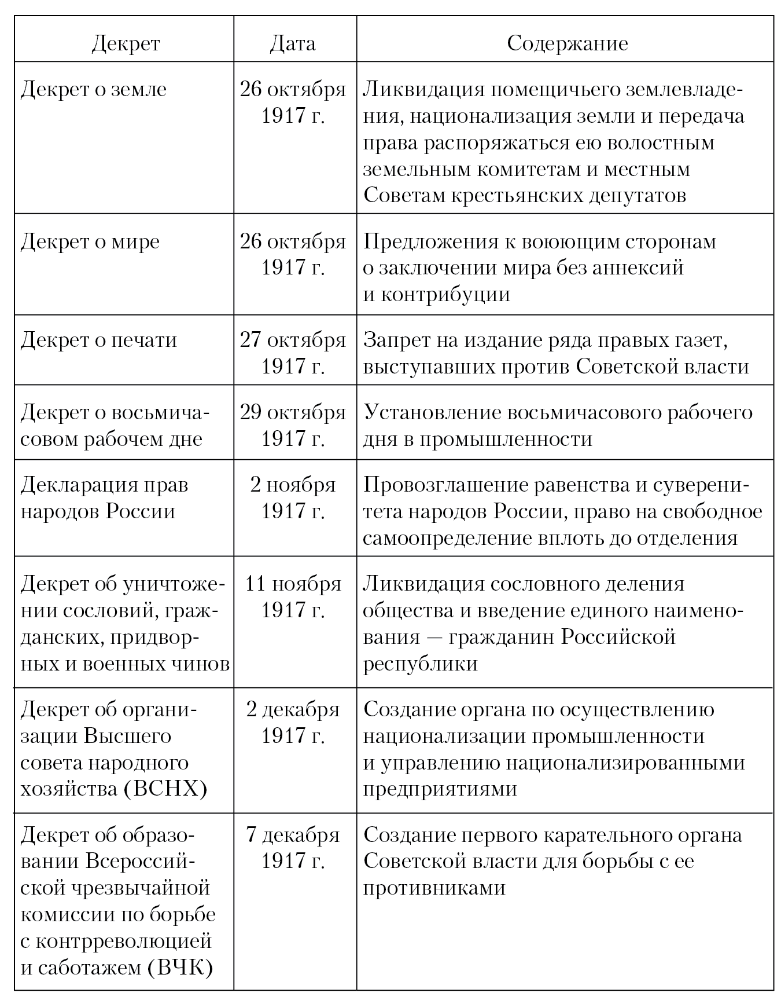 Декрет
Дата
Содержание
Декрет о земле
26 октября
1917 г.
Ликвидация помещичьего землевладе-
ния, национализация земли и передача
права распоряжаться ею волостным
земельным комитетам и местным
Советам крестьянских депутатов
Декрет о мире
26 октября
1917 г.
Предложения к воюющим сторонам
о заключении мира без аннексий
и контрибуции
Декрет о печати
27 октября
1917 г.
Запрет на издание ряда правых газет,
выступавших против Советской власти
Декрет о восьмича-
совом рабочем дне
29 октября
1917 г.
Установление восьмичасового рабочего
дня в промышленности
Декларация прав
народов России
2 ноября
1917 г.
Провозглашение равенства и суверени-
тета народов России, право на свободное
самоопределение вплоть до отделения
Декрет об уничтоже-
нии сословий, граж-
данских, придвор-
ных и военных чинов
11 ноября
1917 г.
Ликвидация сословного деления
общества и введение единого наимено-
вания — гражданин Российской
республики
Декрет об органи-
зации Высшего
совета народного
хозяйства (ВСНХ)
2 декабря
1917 г.
Создание органа по осуществлению
национализации промышленности
и управлению национализированными
предприятиями
Декрет об образо-
вании Всероссий-
ской чрезвычайной
комиссии по борьбе
с контрреволюцией
и саботажем (ВЧК)
7 декабря
1917 г.
Создание первого карательного органа
Советской власти для борьбы с ее
противниками